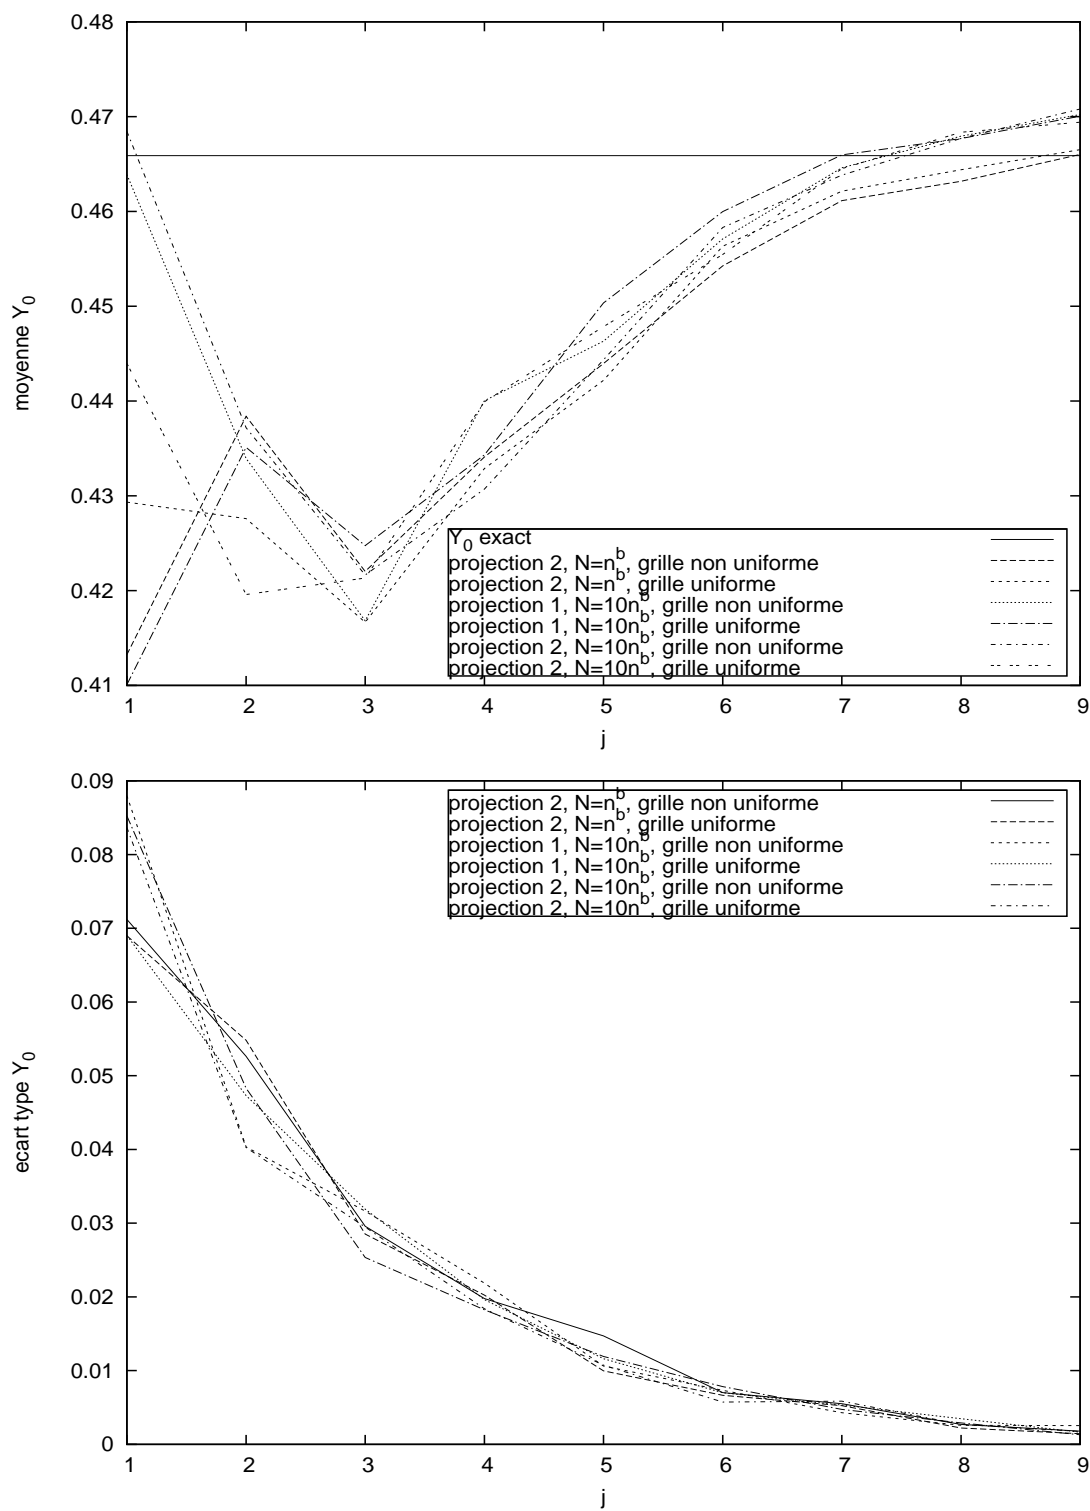 0.48
0.47
0.46
0.45
0.44
0.43
0.42
0.41
moyenne Y_0
Y_0 exact
projection 2, N=n^b, grille non uniforme
projection 2, N=n^b, grille uniforme
projection 1, N=10n^b, grille non uniforme
projection 1, N=10n^b, grille uniforme
projection 2, N=10n^b, grille non uniforme
projection 2, N=10n^b, grille uniforme
1 2 3 4 5 6 7 8 9
j
0.09
0.08
0.07
0.06
0.05
0.04
0.03
0.02
0.01
0
ecart type Y_0
projection 2, N=n^b, grille non uniforme
projection 2, N=n^b, grille uniforme
projection 1, N=10n^b, grille non uniforme
projection 1, N=10n^b, grille uniforme
projection 2, N=10n^b, grille non uniforme
projection 2, N=10n^b, grille uniforme
1 2 3 4 5 6 7 8 9
j